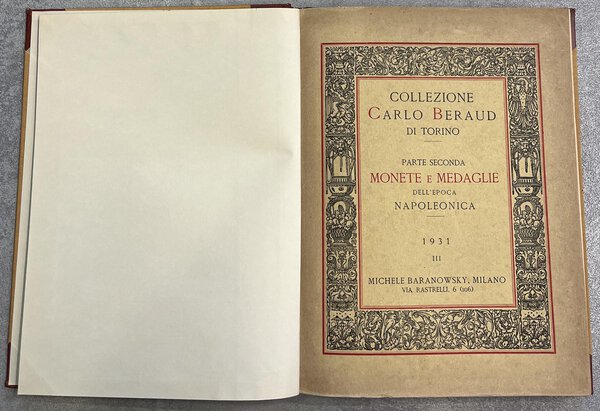 COLLEZIONE
CARLO BERAUD
DI TORINO
PARTE SECONDA
MONETE E MEDAGLIE
DELL'EPOCA
NAPOLEONICA
1931
III
MICHELE BARANOWSKY, MILANO
VIA RASTRELLI, 6 (106)